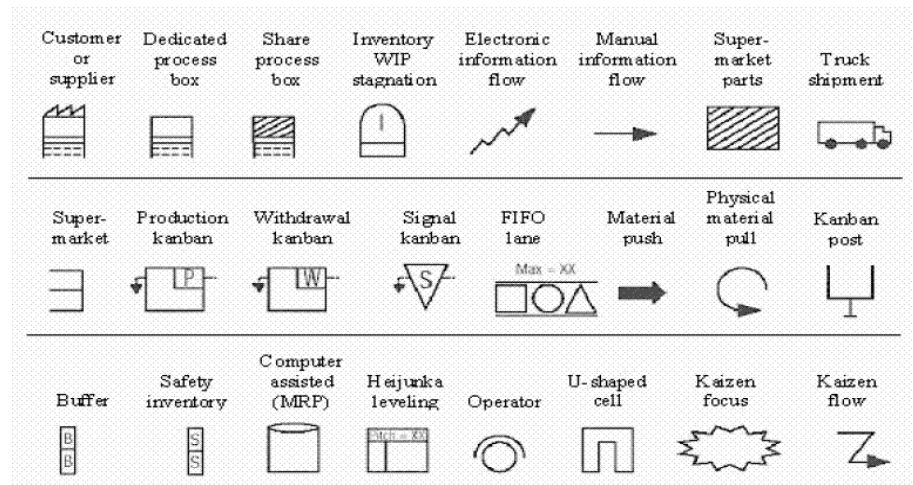 Customer or supplier
Dedicated process box
Share process box
Inventory WIP stagnation
Electronic information flow
Manual information flow
Super- market parts
Truck shipment
I
Super- market
Production kanban
Withdrawal kanban
Signal kanban
FIFO lane
Material push
Physical material pull
Kanban post
P
W
S
Max = XX
Buffer
Safety inventory
Computer assisted (MRP)
Heijunka leveling
Operator
U-shaped cell
Kaizen focus
Kaizen flow
B
B
S
S
Pitch = XX